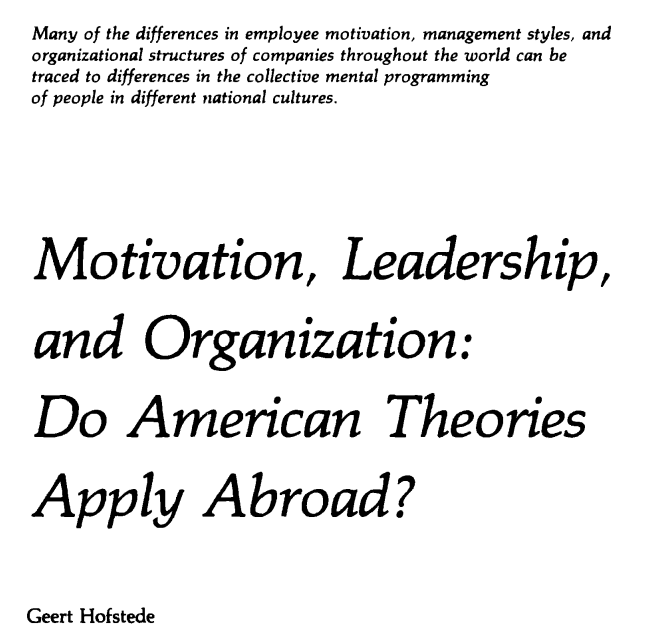 Many of the differences in employee motivation, management styles, and
organizational structures of companies throughout the world can be
traced to differences in the collective mental programming
of people in different national cultures.
Motivation, Leadership,
and Organization:
Do American Theories
Apply Abroad?
Geert Hofstede